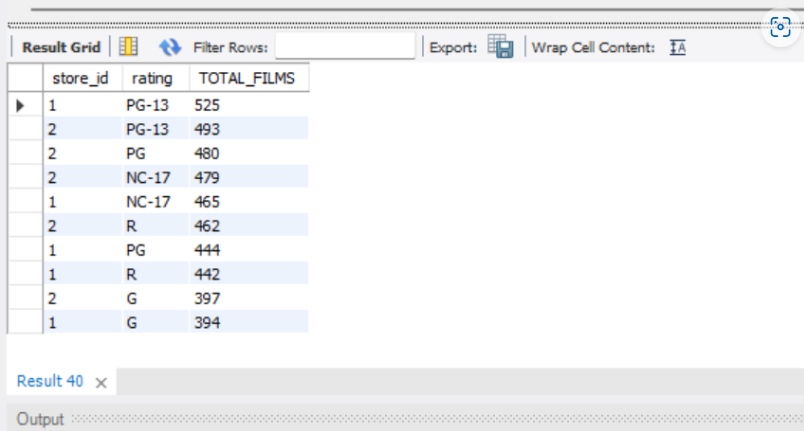 Result Grid Filter Rows: Export: Wrap Cell Content: IA
store_id rating TOTAL_FILMS
1 PG-13 525
2 PG-13 493
2 PG 480
2 NC-17 479
1 NC-17 465
2 R 462
1 PG 444
1 R 442
2 G 397
1 G 394
Result 40
Output